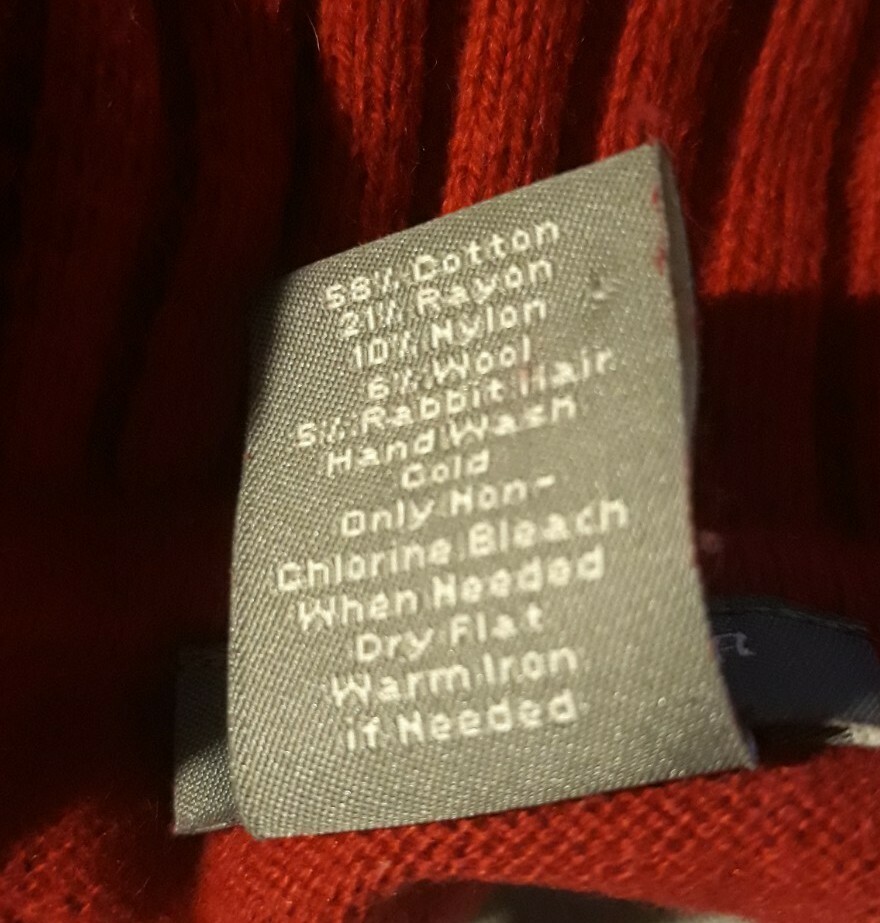 58% Cotton
21% Rayon
10% Nylon
6% Wool
5% Rabbit Hair
Hand Wash
Cold
Only Non-
Chlorine Bleach
When Needed
Dry Flat
Warm Iron
if Needed